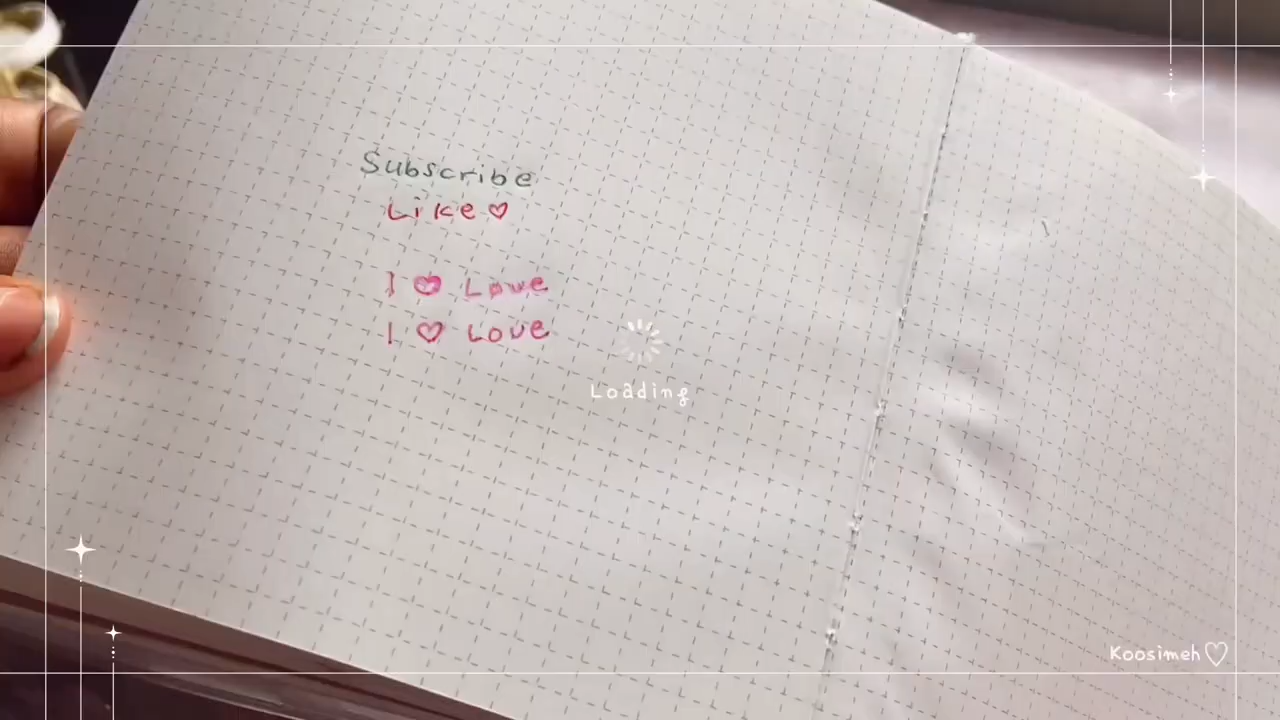 Subscribe
Like ♡
I ♡ Love
I ♡ Love
Loading
Koosimeh♡